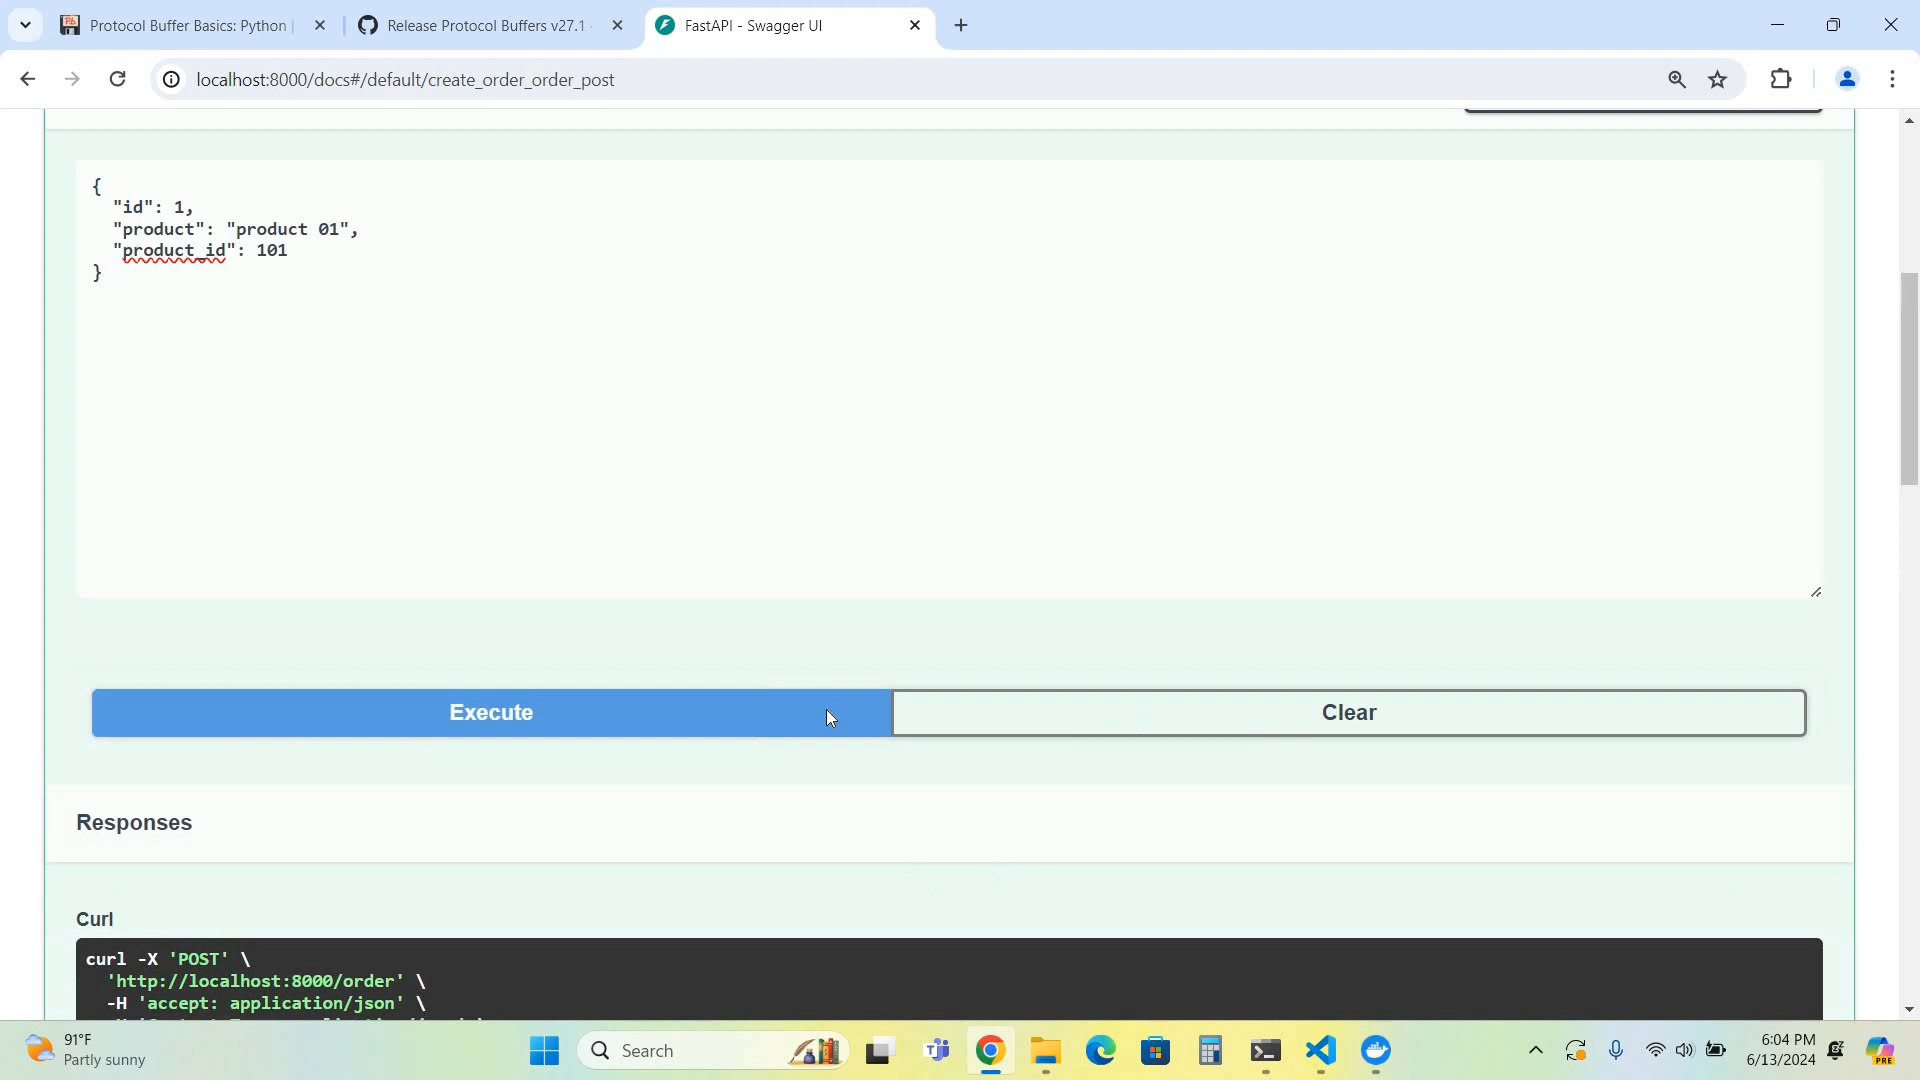 Protocol Buffer Basics: Python
Release Protocol Buffers v27.1
FastAPI - Swagger UI
localhost:8000/docs#/default/create_order_order_post
{
"id": 1,
"product": "product 01",
"product_id": 101
}
Execute
Clear
Responses
Curl
curl -X 'POST' \
'http://localhost:8000/order' \
-H 'accept: application/json' \
91°F
Partly sunny
Search
6:04 PM
6/13/2024
PRE